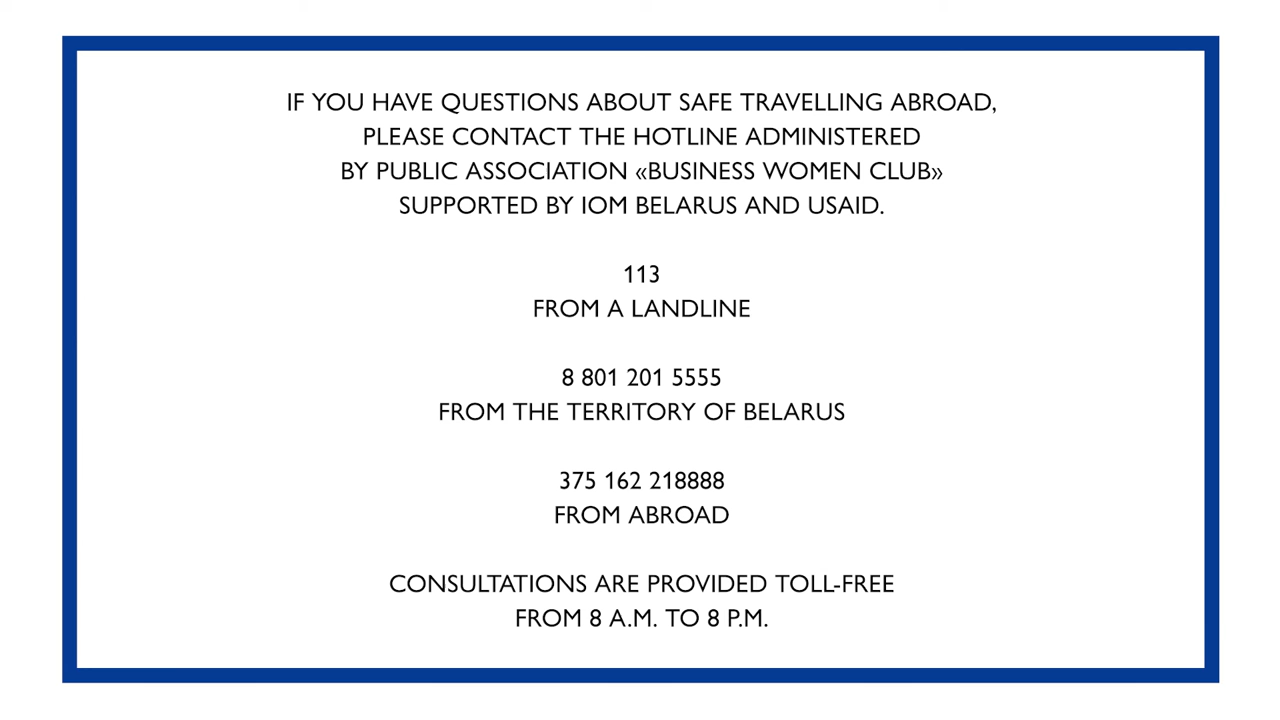 IF YOU HAVE QUESTIONS ABOUT SAFE TRAVELLING ABROAD,
PLEASE CONTACT THE HOTLINE ADMINISTERED
BY PUBLIC ASSOCIATION «BUSINESS WOMEN CLUB»
SUPPORTED BY IOM BELARUS AND USAID.
113
FROM A LANDLINE
8 801 201 5555
FROM THE TERRITORY OF BELARUS
375 162 218888
FROM ABROAD
CONSULTATIONS ARE PROVIDED TOLL-FREE
FROM 8 A.M. TO 8 P.M.